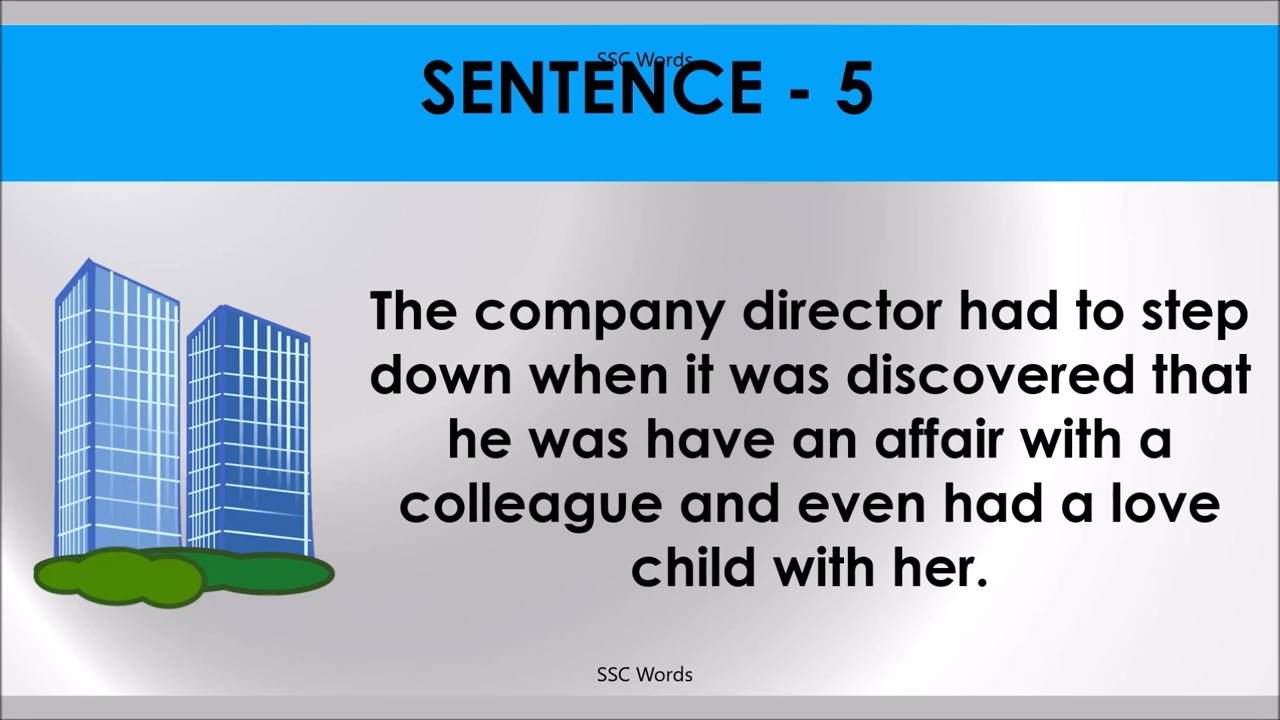 SSC Words
SENTENCE - 5
The company director had to step
down when it was discovered that
he was have an affair with a
colleague and even had a love
child with her.
SSC Words